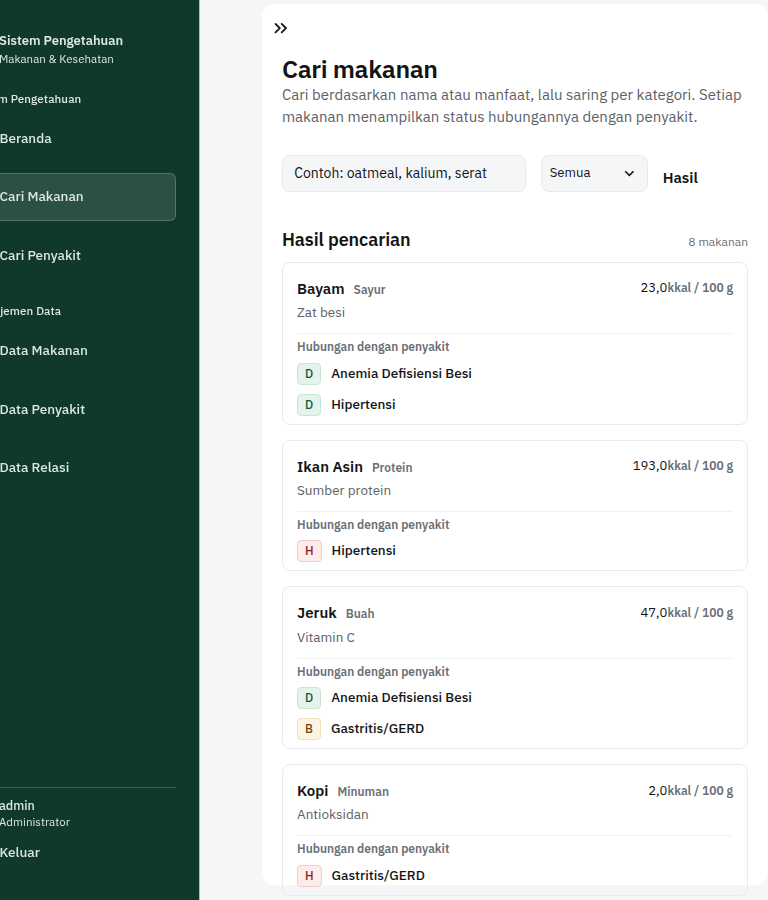 Sistem Pengetahuan
Makanan & Kesehatan
m Pengetahuan
Beranda
Cari Makanan
Cari Penyakit
jemen Data
Data Makanan
Data Penyakit
Data Relasi
admin
Administrator
Keluar
Cari makanan
Cari berdasarkan nama atau manfaat, lalu saring per kategori. Setiap
makanan menampilkan status hubungannya dengan penyakit.
Contoh: oatmeal, kalium, serat
Semua
Hasil
Hasil pencarian
8 makanan
Bayam Sayur 23,0kkal / 100 g
Zat besi
Hubungan dengan penyakit
D Anemia Defisiensi Besi
D Hipertensi
Ikan Asin Protein 193,0kkal / 100 g
Sumber protein
Hubungan dengan penyakit
H Hipertensi
Jeruk Buah 47,0kkal / 100 g
Vitamin C
Hubungan dengan penyakit
D Anemia Defisiensi Besi
B Gastritis/GERD
Kopi Minuman 2,0kkal / 100 g
Antioksidan
Hubungan dengan penyakit
H Gastritis/GERD